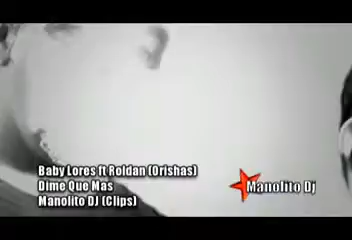 Baby Lores ft Roldan (Orishas)
Dime Que Mas
Manolito DJ (Clips)
Manolito Dj